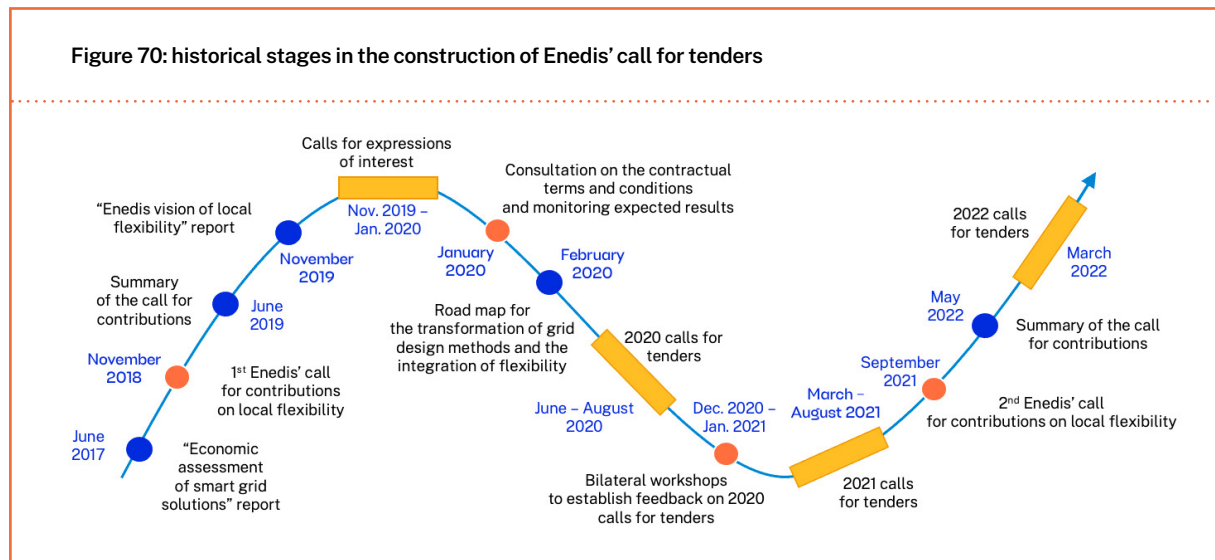 Figure 70: historical stages in the construction of Enedis’ call for tenders
June
2017
“Economic
assessment
of smart grid
solutions” report
November
2018
1st Enedis’ call
for contributions
on local flexibility
Summary
of the call for
contributions
June
2019
“Enedis vision of local
flexibility” report
November
2019
Calls for expressions
of interest
Nov. 2019 –
Jan. 2020
Consultation on the contractual
terms and conditions
and monitoring expected results
January
2020
February
2020
Road map for
the transformation of grid
design methods and the
integration of flexibility
2020 calls for
tenders
June – August
2020
Dec. 2020 –
Jan. 2021
Bilateral workshops
to establish feedback on 2020
calls for tenders
March –
August 2021
2021 calls
for tenders
September
2021
2nd Enedis’ call
for contributions on local flexibility
May
2022
Summary of the call
for contributions
2022 calls
for tenders
March
2022